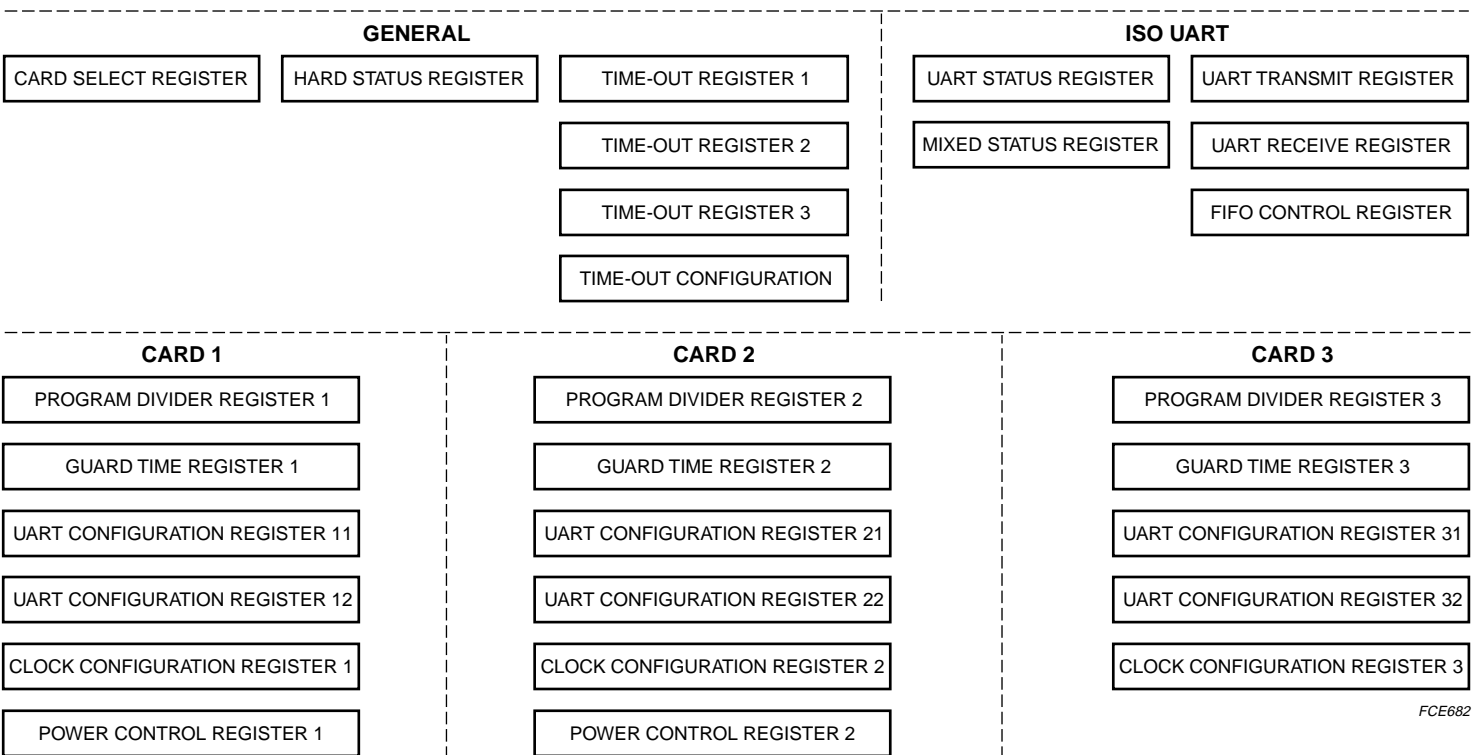 GENERAL
CARD SELECT REGISTER
HARD STATUS REGISTER
TIME-OUT REGISTER 1
TIME-OUT REGISTER 2
TIME-OUT REGISTER 3
TIME-OUT CONFIGURATION
ISO UART
UART STATUS REGISTER
MIXED STATUS REGISTER
UART TRANSMIT REGISTER
UART RECEIVE REGISTER
FIFO CONTROL REGISTER
CARD 1
PROGRAM DIVIDER REGISTER 1
GUARD TIME REGISTER 1
UART CONFIGURATION REGISTER 11
UART CONFIGURATION REGISTER 12
CLOCK CONFIGURATION REGISTER 1
POWER CONTROL REGISTER 1
CARD 2
PROGRAM DIVIDER REGISTER 2
GUARD TIME REGISTER 2
UART CONFIGURATION REGISTER 21
UART CONFIGURATION REGISTER 22
CLOCK CONFIGURATION REGISTER 2
POWER CONTROL REGISTER 2
CARD 3
PROGRAM DIVIDER REGISTER 3
GUARD TIME REGISTER 3
UART CONFIGURATION REGISTER 31
UART CONFIGURATION REGISTER 32
CLOCK CONFIGURATION REGISTER 3
FCE682